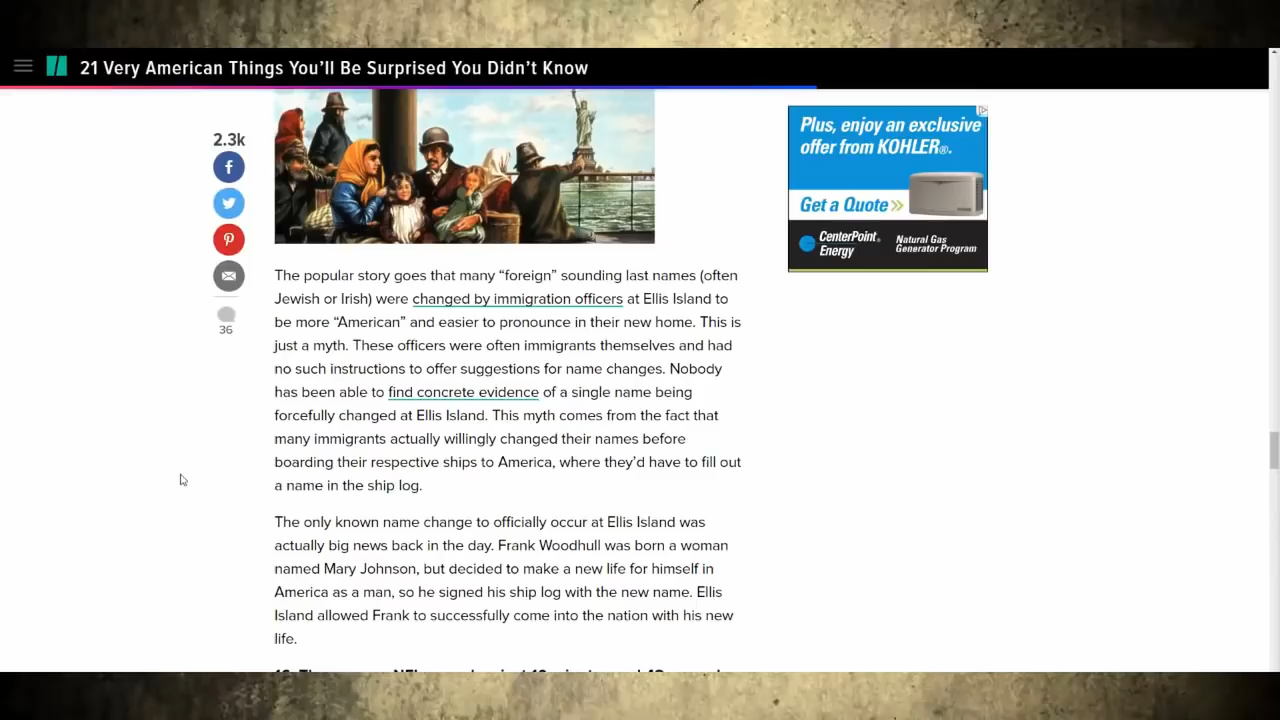 21 Very American Things You'll Be Surprised You Didn't Know
2.3k
36
The popular story goes that many “foreign” sounding last names (often
Jewish or Irish) were changed by immigration officers at Ellis Island to
be more “American” and easier to pronounce in their new home. This is
just a myth. These officers were often immigrants themselves and had
no such instructions to offer suggestions for name changes. Nobody
has been able to find concrete evidence of a single name being
forcefully changed at Ellis Island. This myth comes from the fact that
many immigrants actually willingly changed their names before
boarding their respective ships to America, where they’d have to fill out
a name in the ship log.
The only known name change to officially occur at Ellis Island was
actually big news back in the day. Frank Woodhull was born a woman
named Mary Johnson, but decided to make a new life for himself in
America as a man, so he signed his ship log with the new name. Ellis
Island allowed Frank to successfully come into the nation with his new
life.
Plus, enjoy an exclusive
offer from KOHLER®.
Get a Quote »
CenterPoint®
Energy
Natural Gas
Generator Program